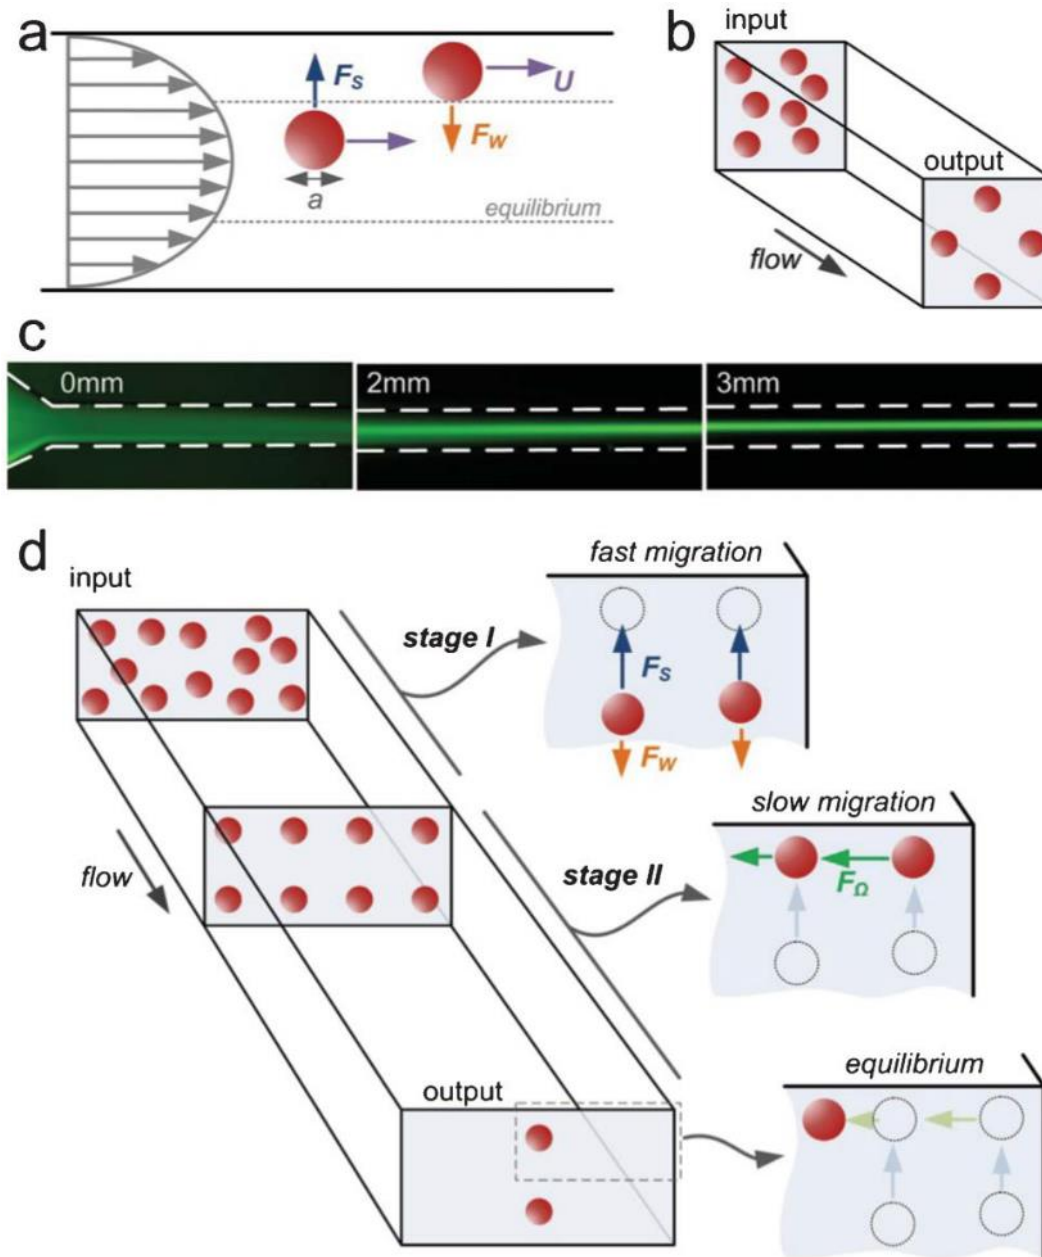 a
F_S
U
F_W
a
equilibrium
b
input
output
flow
c
0mm
2mm
3mm
d
input
fast migration
stage I
F_S
F_W
slow migration
stage II
F_Ω
flow
equilibrium
output